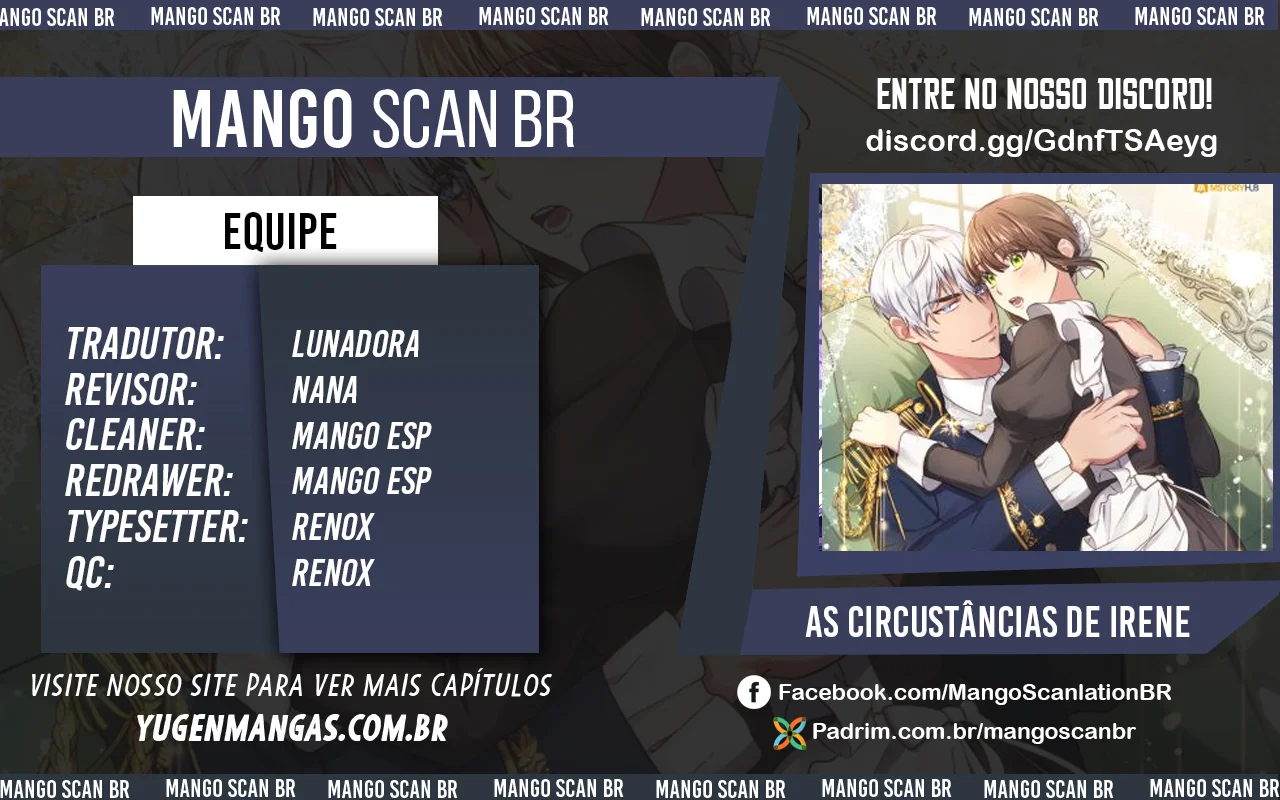 ANGO SCAN BR MANGO SCAN BR MANGO SCAN BR MANGO SCAN BR MANGO SCAN BR MANGO SCAN BR MANGO SCAN BR MANGO SCAN BR
MANGO SCAN BR
EQUIPE
TRADUTOR: LUNADORA
REVISOR: NANA
CLEANER: MANGO ESP
REDRAWER: MANGO ESP
TYPESETTER: RENOX
QC: RENOX
VISITE NOSSO SITE PARA VER MAIS CAPÍTULOS
YUGENMANGAS.COM.BR
ENTRE NO NOSSO DISCORD!
discord.gg/GdnfTSAeyg
MSTORYHUB
AS CIRCUSTÂNCIAS DE IRENE
Facebook.com/MangoScanlationBR
Padrim.com.br/mangoscanbr
MANGO SCAN BR MANGO SCAN BR MANGO SCAN BR MANGO SCAN BR MANGO SCAN BR MANGO SCAN BR MANGO SCAN BR MANGO SCAN BR